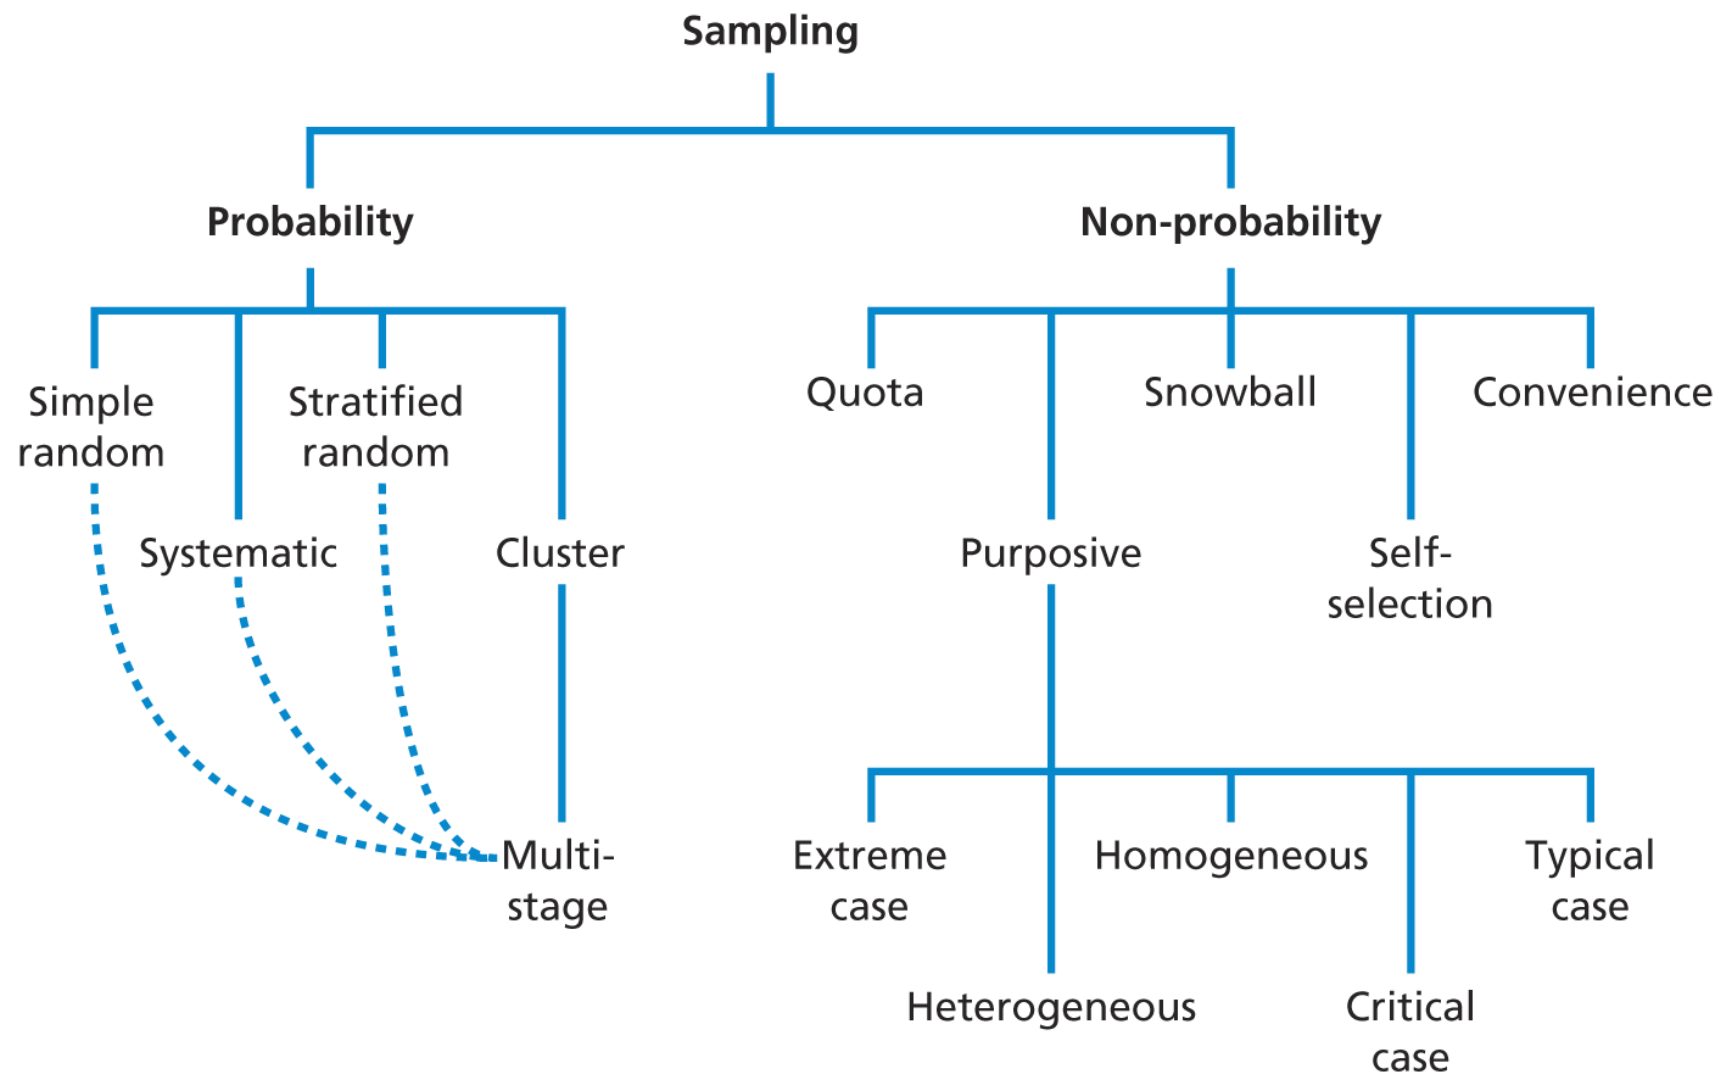 Sampling
Probability
Non-probability
Simple
random
Stratified
random
Quota
Snowball
Convenience
Systematic
Cluster
Purposive
Self-
selection
Multi-
stage
Extreme
case
Homogeneous
Typical
case
Heterogeneous
Critical
case